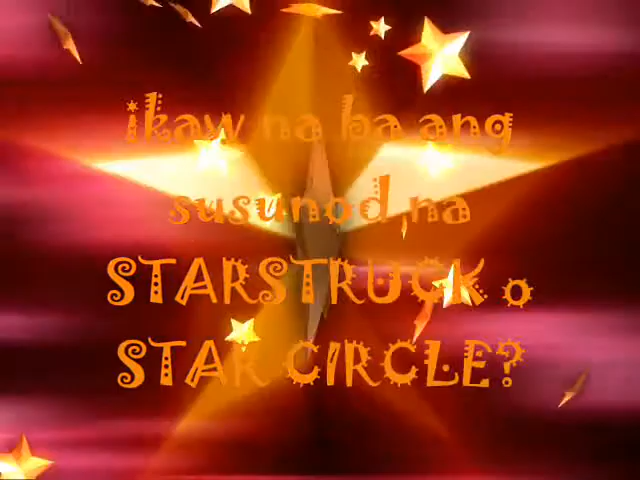 ikaw na ba ang
susunod na
STARSTRUCK o
STAR CIRCLE?